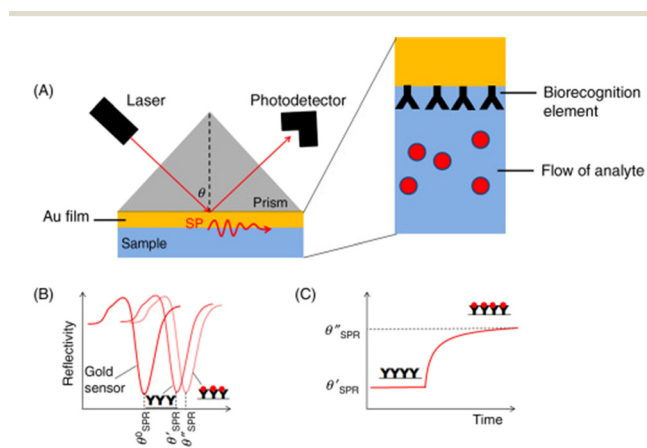 (A)
Laser
Photodetector
θ
Prism
Au film
SP
Sample
Biorecognition
element
Flow of analyte
(B)
Reflectivity
Gold
sensor
θ⁰SPR
θ′SPR
θ″SPR
(C)
θ″SPR
θ′SPR
Time